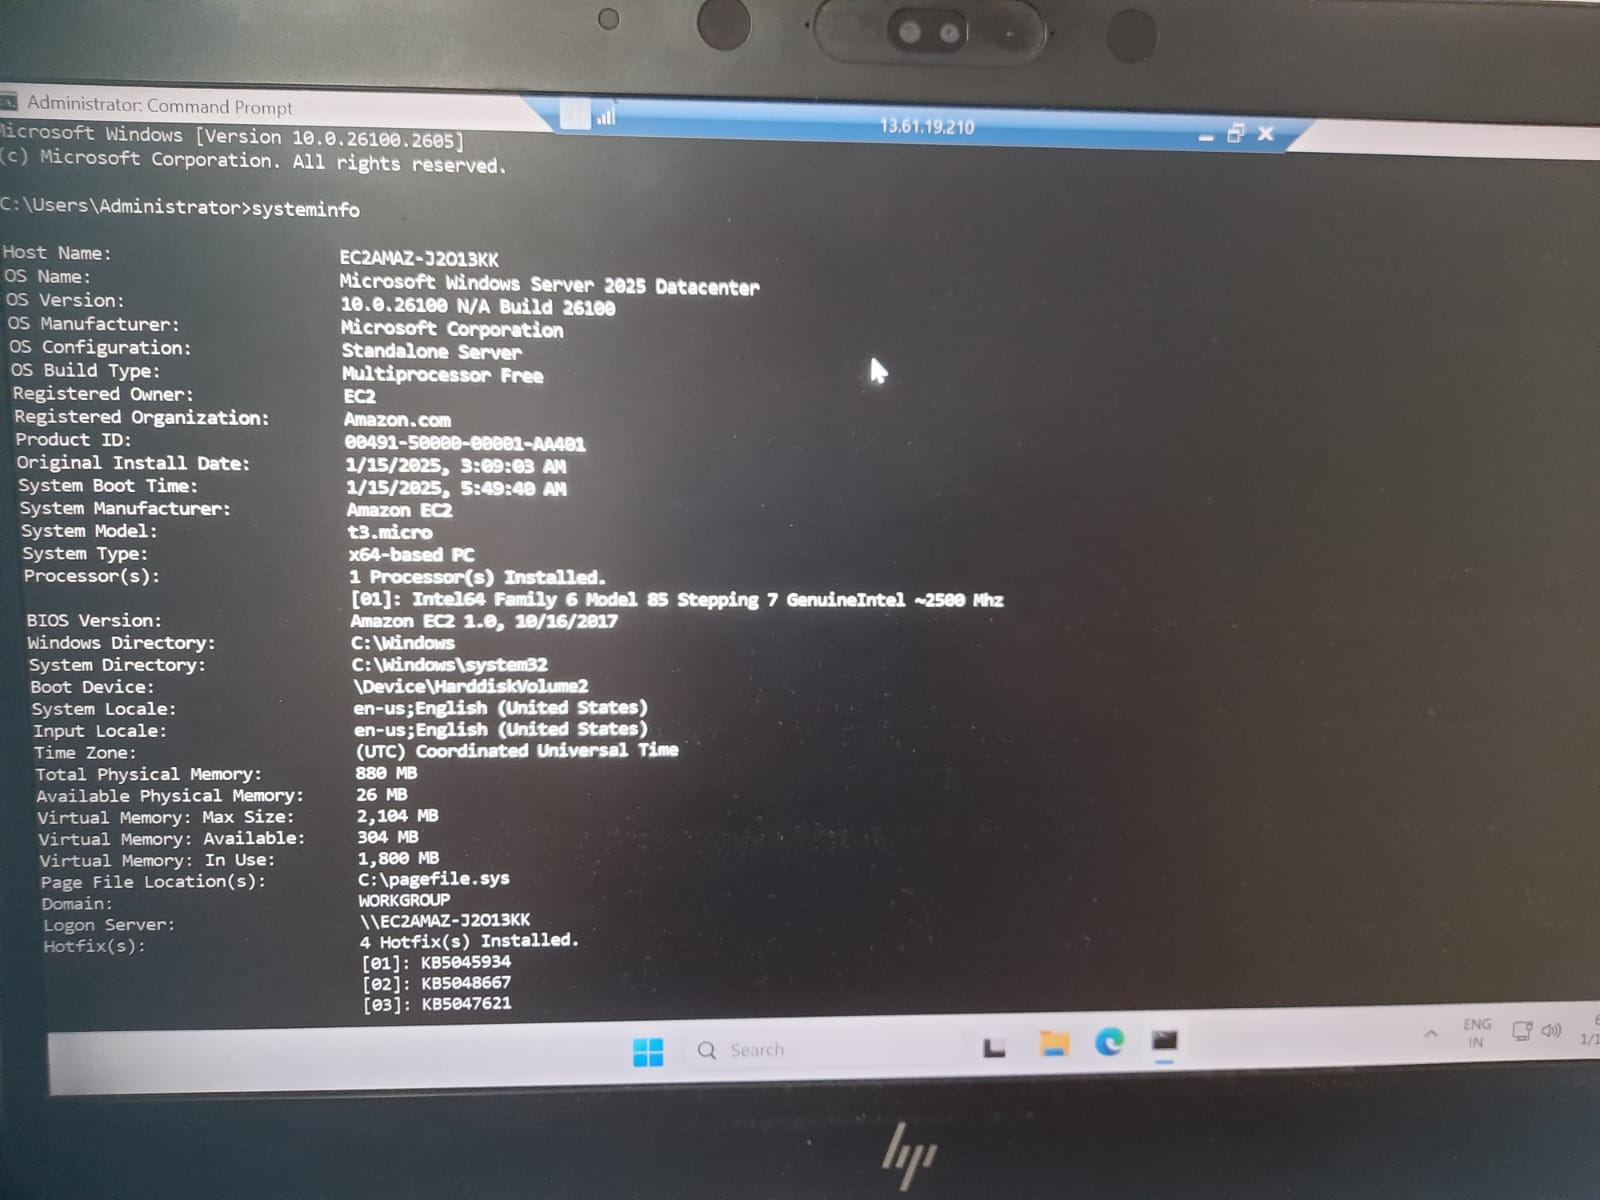 Administrator: Command Prompt
13.61.19.210
Microsoft Windows [Version 10.0.26100.2605]
(c) Microsoft Corporation. All rights reserved.
C:\Users\Administrator>systeminfo
Host Name: EC2AMAZ-J2O13KK
OS Name: Microsoft Windows Server 2025 Datacenter
OS Version: 10.0.26100 N/A Build 26100
OS Manufacturer: Microsoft Corporation
OS Configuration: Standalone Server
OS Build Type: Multiprocessor Free
Registered Owner: EC2
Registered Organization: Amazon.com
Product ID: 00491-50000-00001-AA401
Original Install Date: 1/15/2025, 3:09:03 AM
System Boot Time: 1/15/2025, 5:49:40 AM
System Manufacturer: Amazon EC2
System Model: t3.micro
System Type: x64-based PC
Processor(s): 1 Processor(s) Installed.
[01]: Intel64 Family 6 Model 85 Stepping 7 GenuineIntel ~2500 Mhz
BIOS Version: Amazon EC2 1.0, 10/16/2017
Windows Directory: C:\Windows
System Directory: C:\Windows\system32
Boot Device: \Device\HarddiskVolume2
System Locale: en-us;English (United States)
Input Locale: en-us;English (United States)
Time Zone: (UTC) Coordinated Universal Time
Total Physical Memory: 880 MB
Available Physical Memory: 26 MB
Virtual Memory: Max Size: 2,104 MB
Virtual Memory: Available: 304 MB
Virtual Memory: In Use: 1,800 MB
Page File Location(s): C:\pagefile.sys
Domain: WORKGROUP
Logon Server: \\EC2AMAZ-J2O13KK
Hotfix(s): 4 Hotfix(s) Installed.
[01]: KB5045934
[02]: KB5048667
[03]: KB5047621
Search
ENG
IN
hp